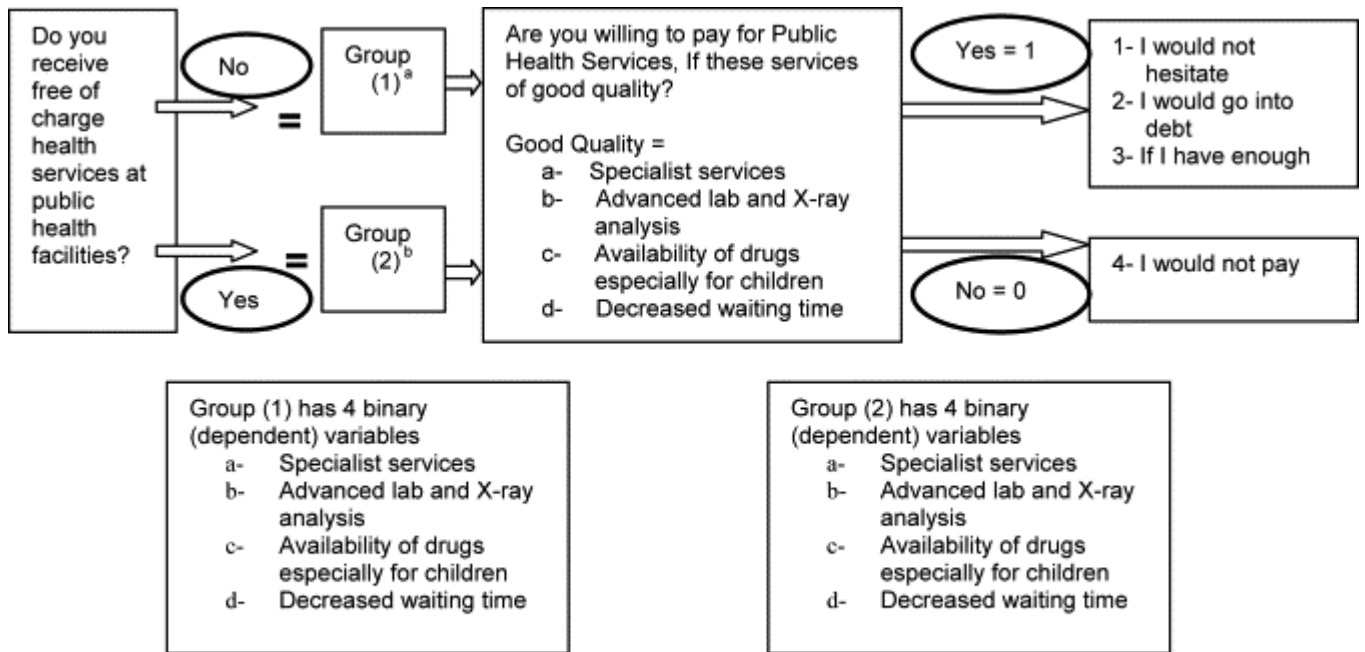 Do you
receive
free of
charge
health
services at
public
health
facilities?
No
=
Group
(1)a
Yes
=
Group
(2)b
Are you willing to pay for Public
Health Services, If these services
of good quality?
Good Quality =
a- Specialist services
b- Advanced lab and X-ray
analysis
c- Availability of drugs
especially for children
d- Decreased waiting time
Yes = 1
1- I would not
hesitate
2- I would go into
debt
3- If I have enough
No = 0
4- I would not pay
Group (1) has 4 binary
(dependent) variables
a- Specialist services
b- Advanced lab and X-ray
analysis
c- Availability of drugs
especially for children
d- Decreased waiting time
Group (2) has 4 binary
(dependent) variables
a- Specialist services
b- Advanced lab and X-ray
analysis
c- Availability of drugs
especially for children
d- Decreased waiting time